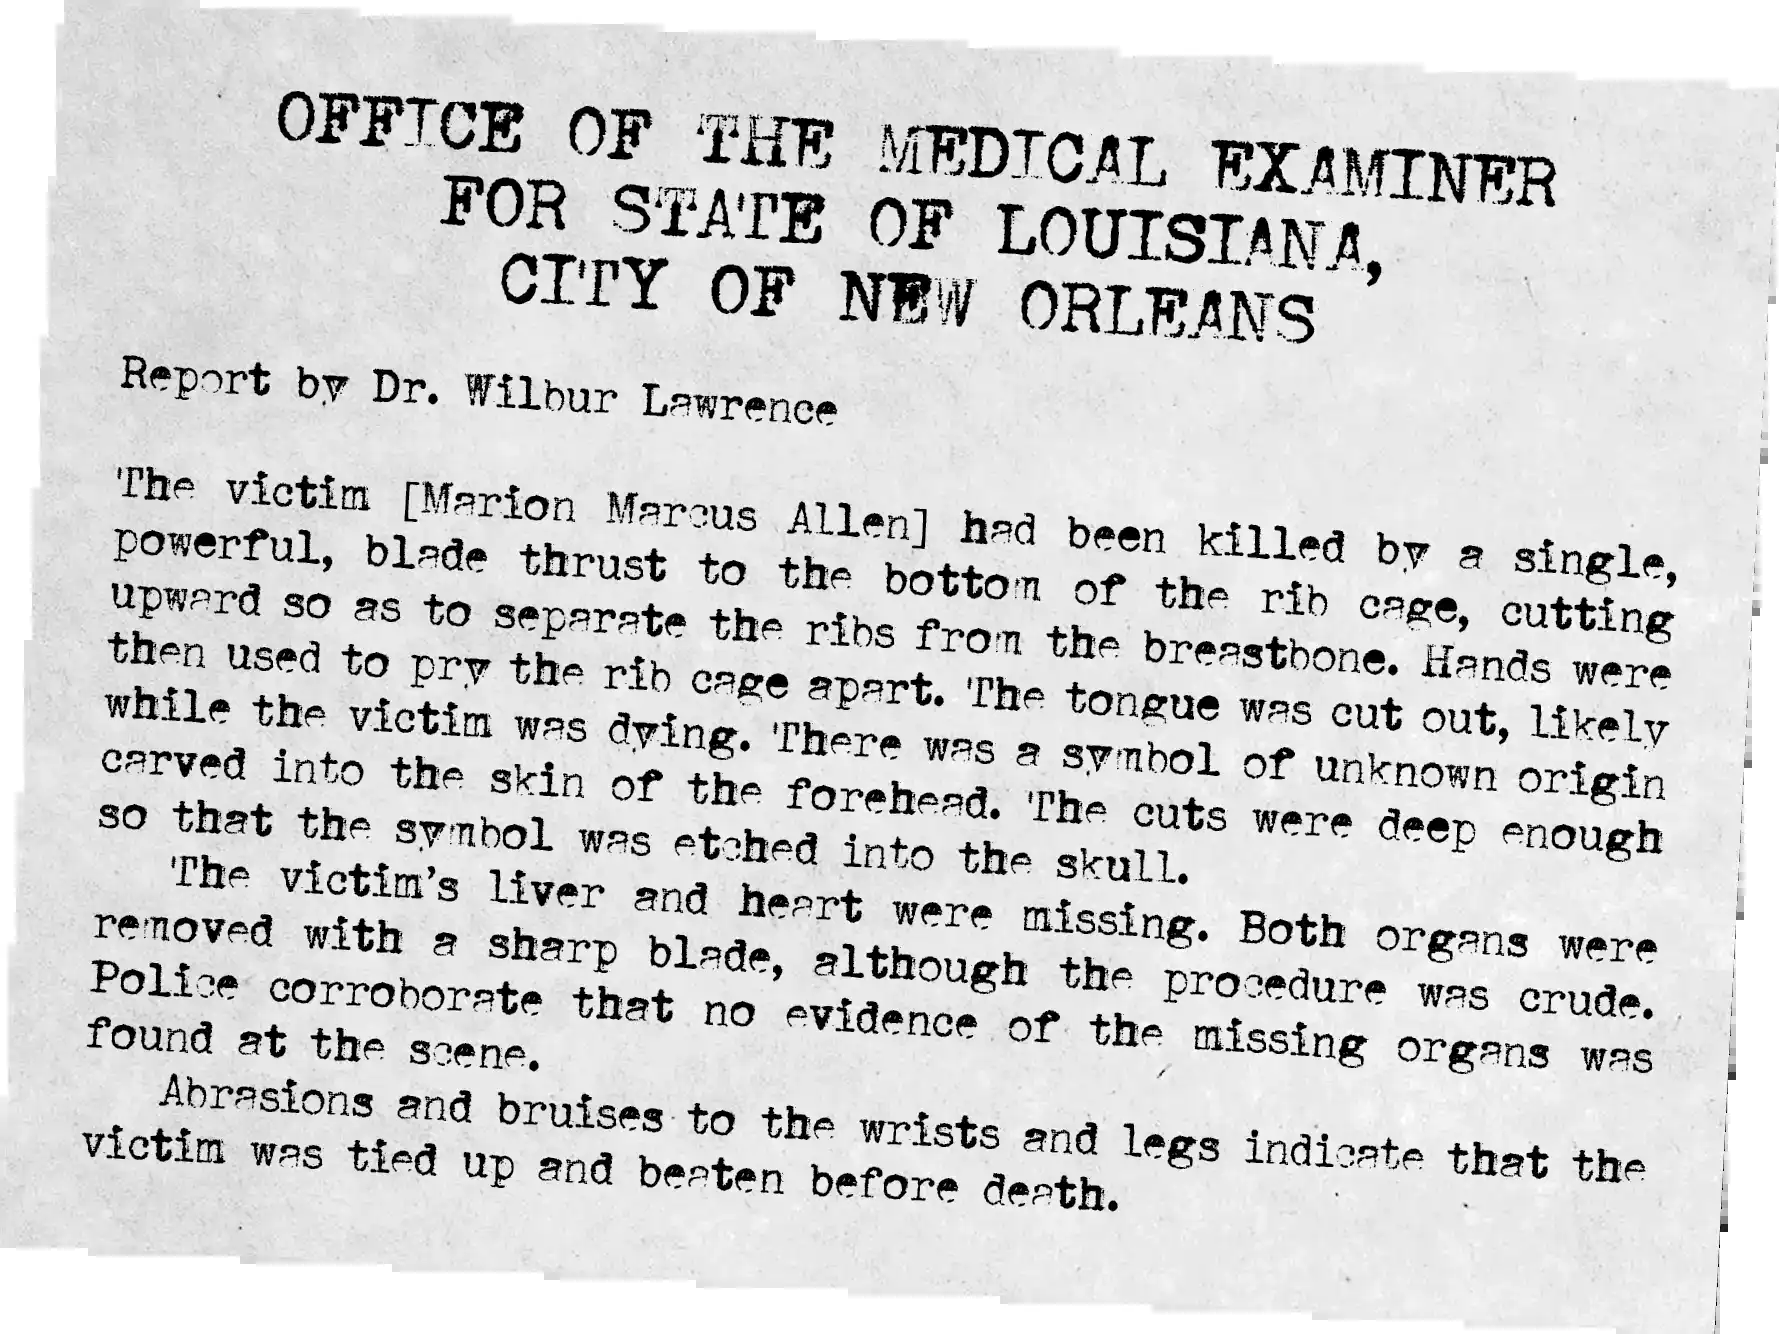 OFFICE OF THE MEDICAL EXAMINER
FOR STATE OF LOUISIANA,
CITY OF NEW ORLEANS
Report by Dr. Wilbur Lawrence
The victim [Marion Marcus Allen] had been killed by a single,
powerful, blade thrust to the bottom of the rib cage, cutting
upward so as to separate the ribs from the breastbone. Hands were
then used to pry the rib cage apart. The tongue was cut out, likely
while the victim was dying. There was a symbol of unknown origin
carved into the skin of the forehead. The cuts were deep enough
so that the symbol was etched into the skull.
The victim's liver and heart were missing. Both organs were
removed with a sharp blade, although the procedure was crude.
Police corroborate that no evidence of the missing organs was
found at the scene.
Abrasions and bruises to the wrists and legs indicate that the
victim was tied up and beaten before death.